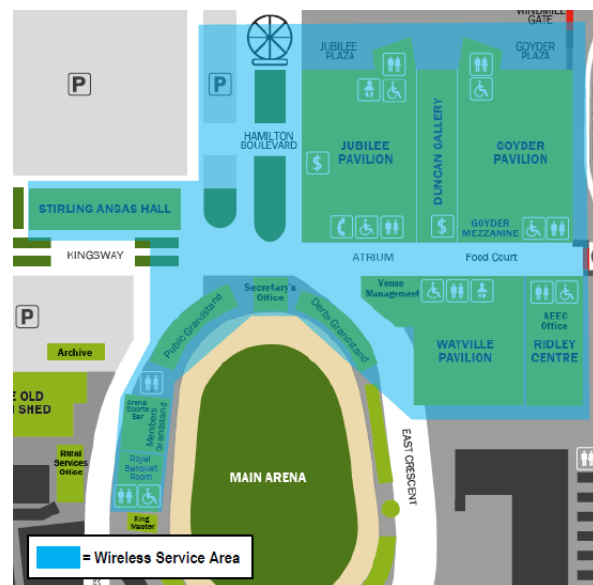 WINDMILL
GATE
JUBILEE
PLAZA
GOYDER
PLAZA
P
P
HAMILTON
BOULEVARD
JUBILEE
PAVILION
DUNCAN GALLERY
GOYDER
PAVILION
$
STIRLING ANGAS HALL
$
GOYDER
MEZZANINE
KINGSWAY
ATRIUM
Food Court
Secretary's
Office
Venue
Management
Public Grandstand
Derby Grandstand
AEEC
Office
P
WAYVILLE
PAVILION
RIDLEY
CENTRE
Archive
E OLD
SHED
Arena
Sports
Bar
Members
Grandstand
Rural
Services
Office
Royal
Banquet
Room
MAIN ARENA
EAST CRESCENT
Ring
Master
= Wireless Service Area